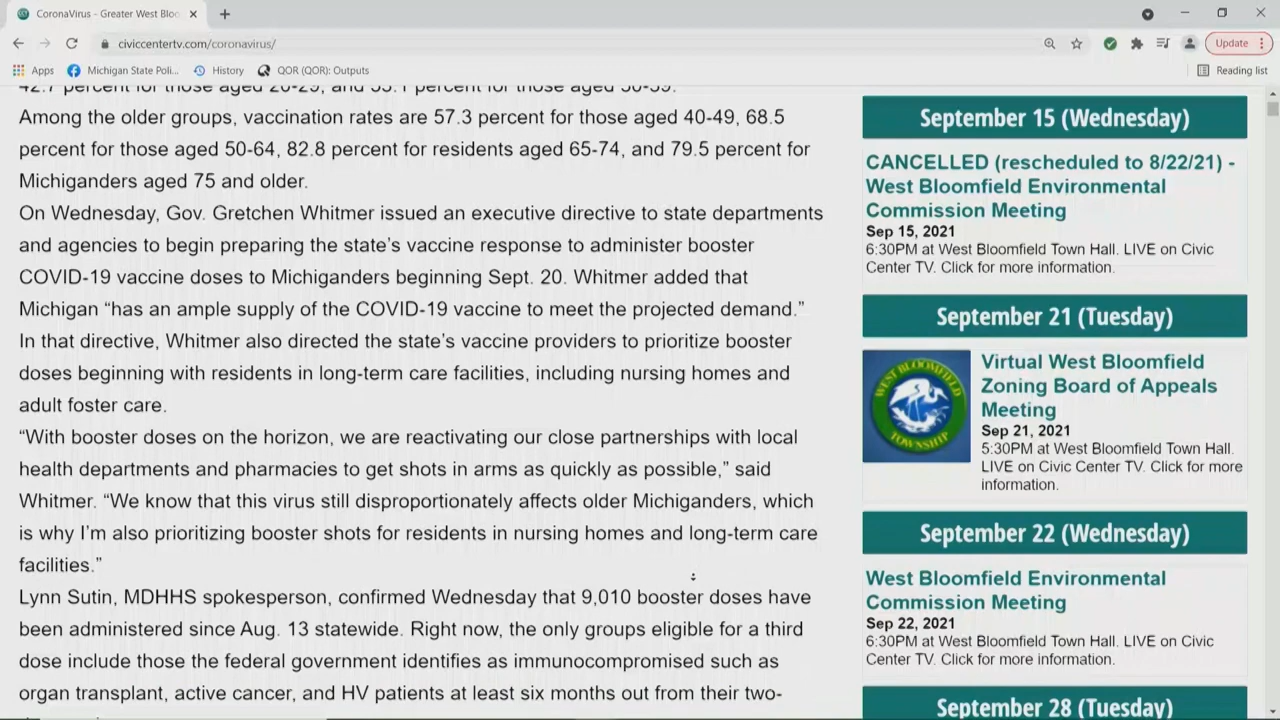 CoronaVirus - Greater West Bloo
civiccentertv.com/coronavirus/
Update
Apps
Michigan State Poli...
History
QOR (QOR): Outputs
Reading list
42.7 percent for those aged 20-29, and
percent for those aged
Among the older groups, vaccination rates are 57.3 percent for those aged 40-49, 68.5
percent for those aged 50-64, 82.8 percent for residents aged 65-74, and 79.5 percent for
Michiganders aged 75 and older.
On Wednesday, Gov. Gretchen Whitmer issued an executive directive to state departments
and agencies to begin preparing the state's vaccine response to administer booster
COVID-19 vaccine doses to Michiganders beginning Sept. 20. Whitmer added that
Michigan “has an ample supply of the COVID-19 vaccine to meet the projected demand.”
In that directive, Whitmer also directed the state's vaccine providers to prioritize booster
doses beginning with residents in long-term care facilities, including nursing homes and
adult foster care.
“With booster doses on the horizon, we are reactivating our close partnerships with local
health departments and pharmacies to get shots in arms as quickly as possible,” said
Whitmer. “We know that this virus still disproportionately affects older Michiganders, which
is why I'm also prioritizing booster shots for residents in nursing homes and long-term care
facilities.”
Lynn Sutin, MDHHS spokesperson, confirmed Wednesday that 9,010 booster doses have
been administered since Aug. 13 statewide. Right now, the only groups eligible for a third
dose include those the federal government identifies as immunocompromised such as
organ transplant, active cancer, and HV patients at least six months out from their two-
September 15 (Wednesday)
CANCELLED (rescheduled to 8/22/21) -
West Bloomfield Environmental
Commission Meeting
Sep 15, 2021
6:30PM at West Bloomfield Town Hall. LIVE on Civic
Center TV. Click for more information.
September 21 (Tuesday)
WEST BLOOMFIELD
TOWNSHIP
Virtual West Bloomfield
Zoning Board of Appeals
Meeting
Sep 21, 2021
5:30PM at West Bloomfield Town Hall.
LIVE on Civic Center TV. Click for more
information.
September 22 (Wednesday)
West Bloomfield Environmental
Commission Meeting
Sep 22, 2021
6:30PM at West Bloomfield Town Hall. LIVE on Civic
Center TV. Click for more information.
September 28 (Tuesday)